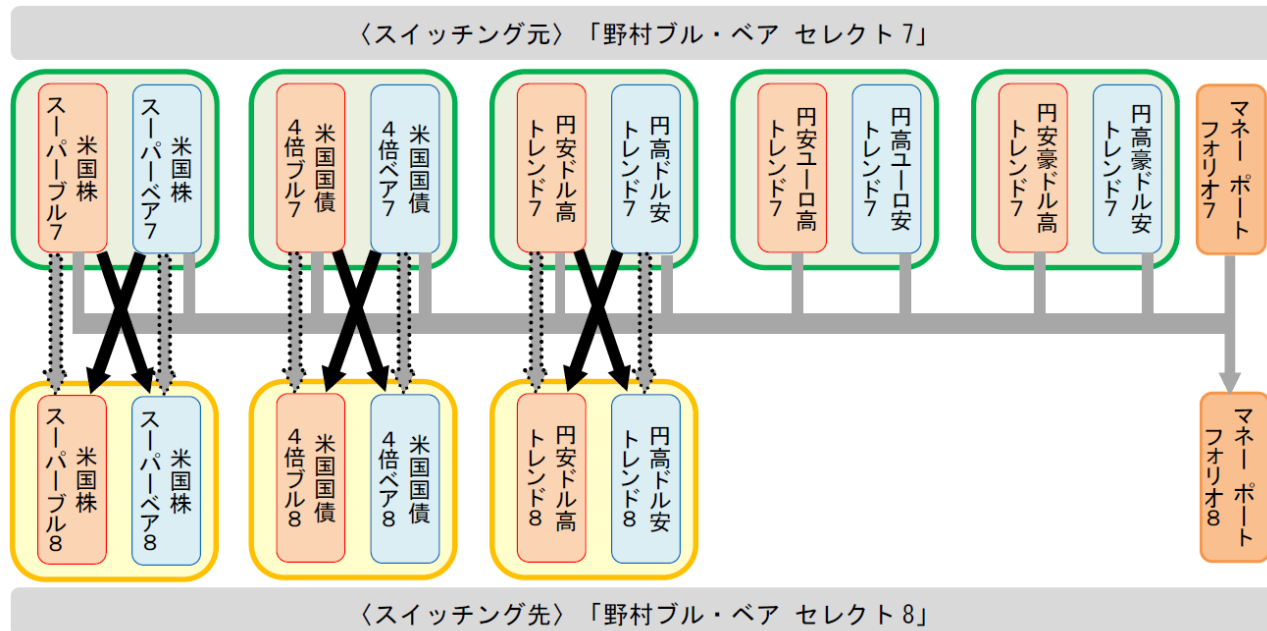 〈スイッチング元〉「野村ブル・ベア セレクト7」
米国株
スーパーブル7
米国株
スーパーベア7
米国国債
4倍ブル7
米国国債
4倍ベア7
円安ドル高
トレンド7
円高ドル安
トレンド7
円安ユーロ高
トレンド7
円高ユーロ安
トレンド7
円安豪ドル高
トレンド7
円高豪ドル安
トレンド7
マネー ポート
フォリオ7
米国株
スーパーブル8
米国株
スーパーベア8
米国国債
4倍ブル8
米国国債
4倍ベア8
円安ドル高
トレンド8
円高ドル安
トレンド8
マネー ポート
フォリオ8
〈スイッチング先〉「野村ブル・ベア セレクト8」